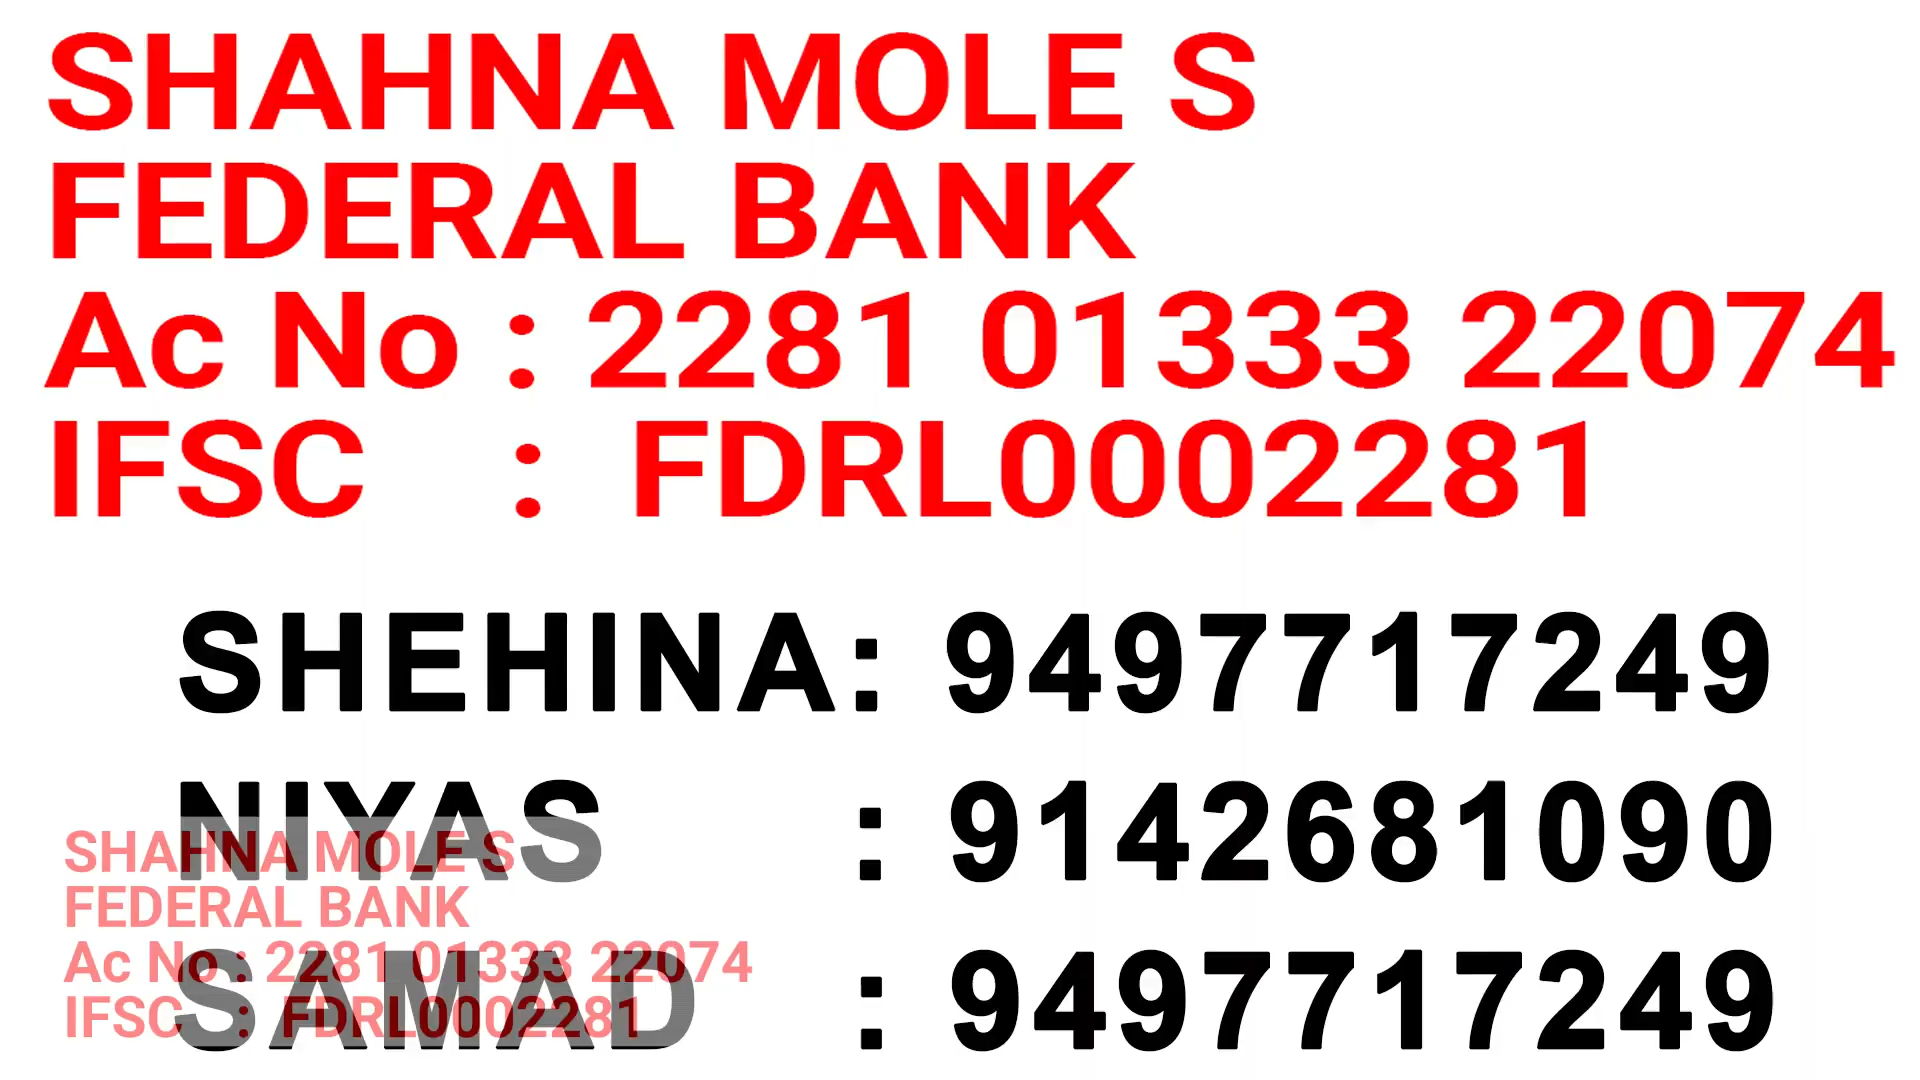 SHAHNA MOLE S
FEDERAL BANK
Ac No : 2281 01333 22074
IFSC : FDRL0002281
SHEHINA: 9497717249
NIYAS : 9142681090
SAMAD : 9497717249
SHAHNA MOLE S
FEDERAL BANK
Ac No : 2281 01333 22074
IFSC : FDRL0002281